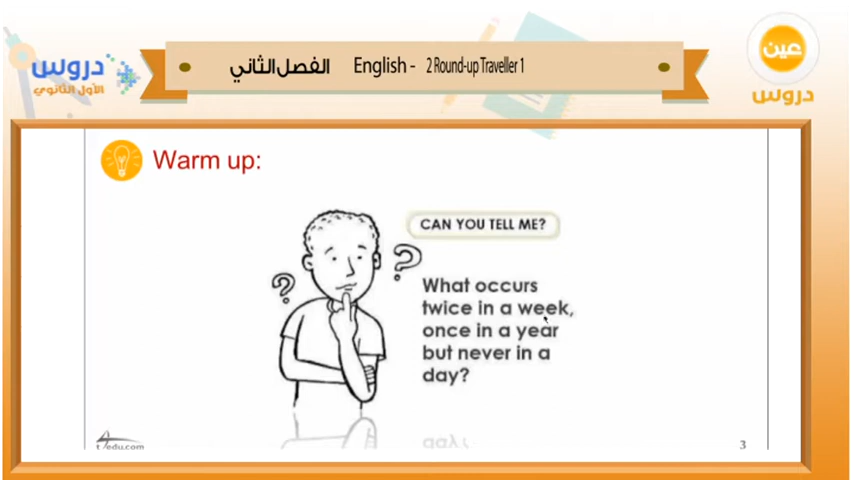 دروس
الأول الثانوي
الفصل الثاني English - 2 Round-up Traveller 1
عين
دروس
Warm up:
CAN YOU TELL ME?
?
?
What occurs
twice in a week,
once in a year
but never in a
day?
t4edu.com
3